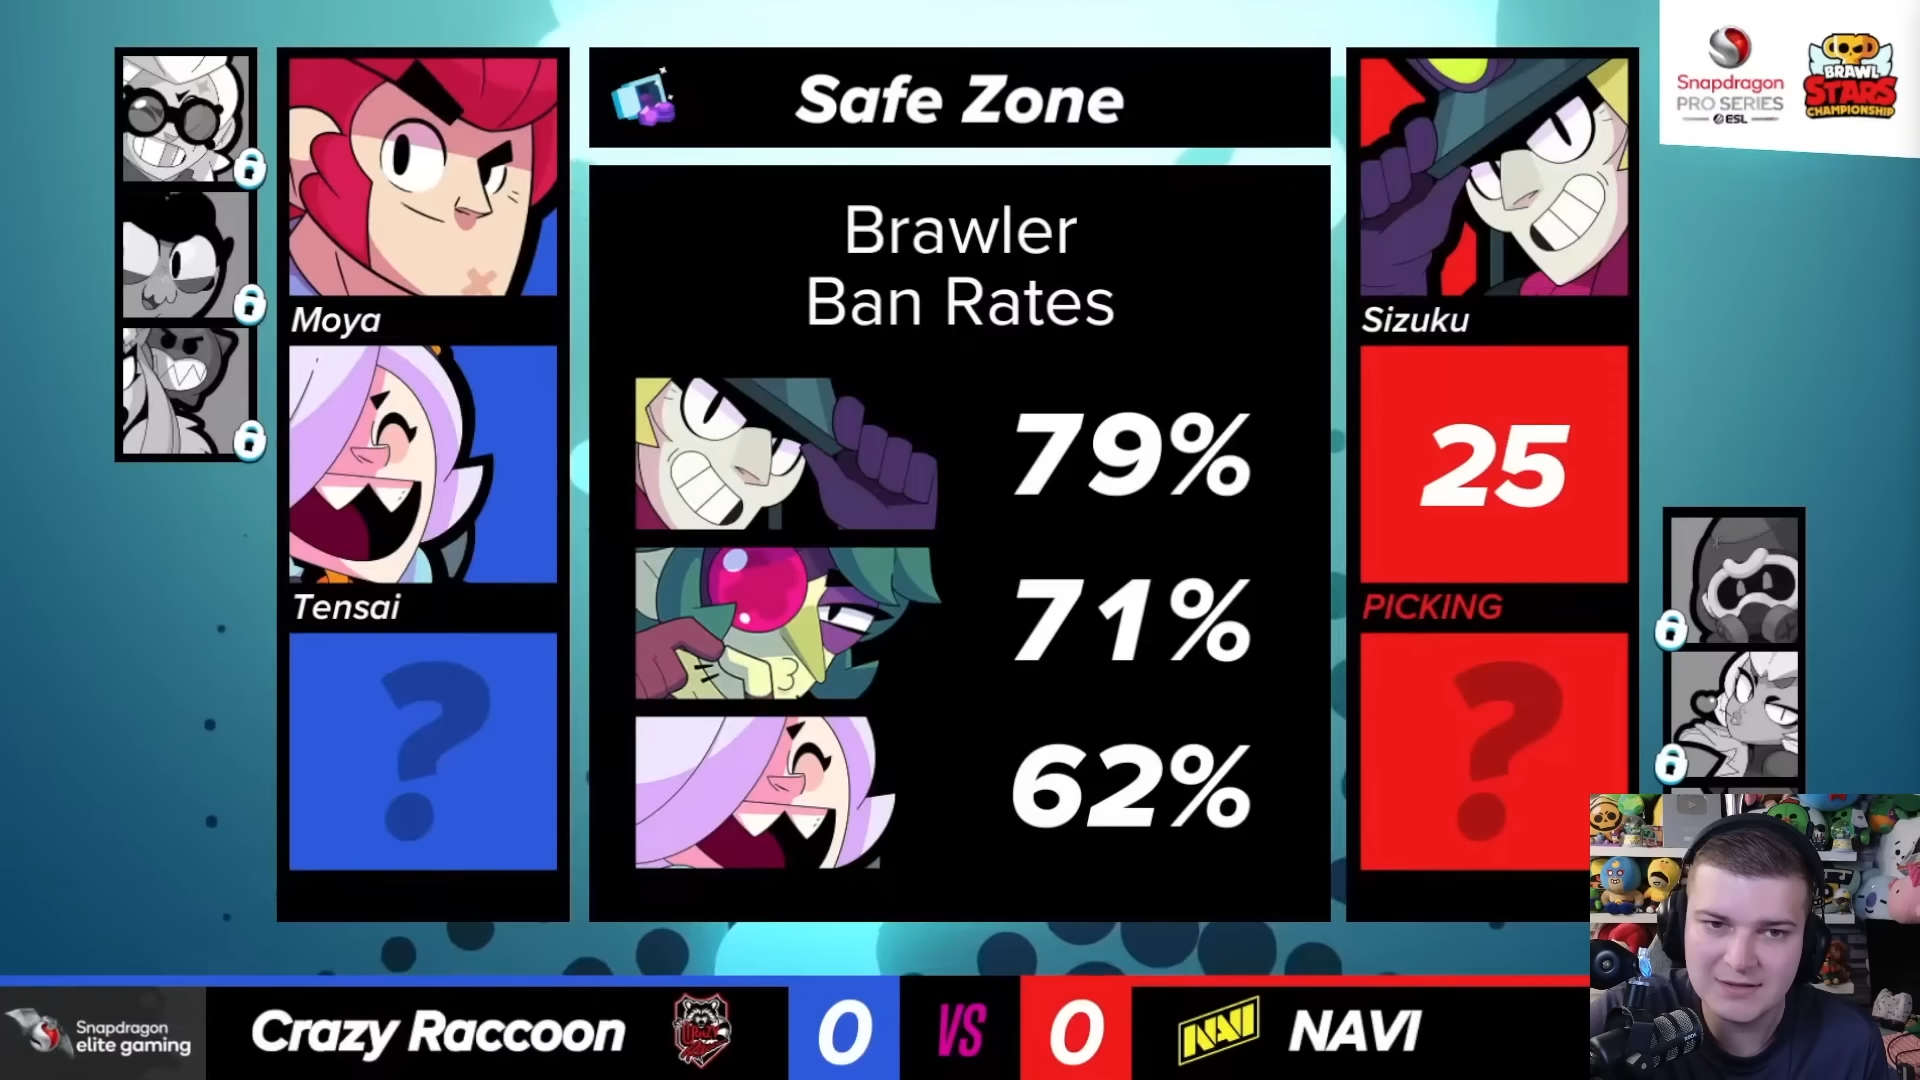 Safe Zone
Snapdragon
PRO SERIES
ESL
BRAWL
STARS
CHAMPIONSHIP
Brawler
Ban Rates
Moya
Sizuku
79%
25
71%
Tensai
PICKING
?
62%
?
Snapdragon
elite gaming
Crazy Raccoon
0
VS
0
NAVI
NAVI